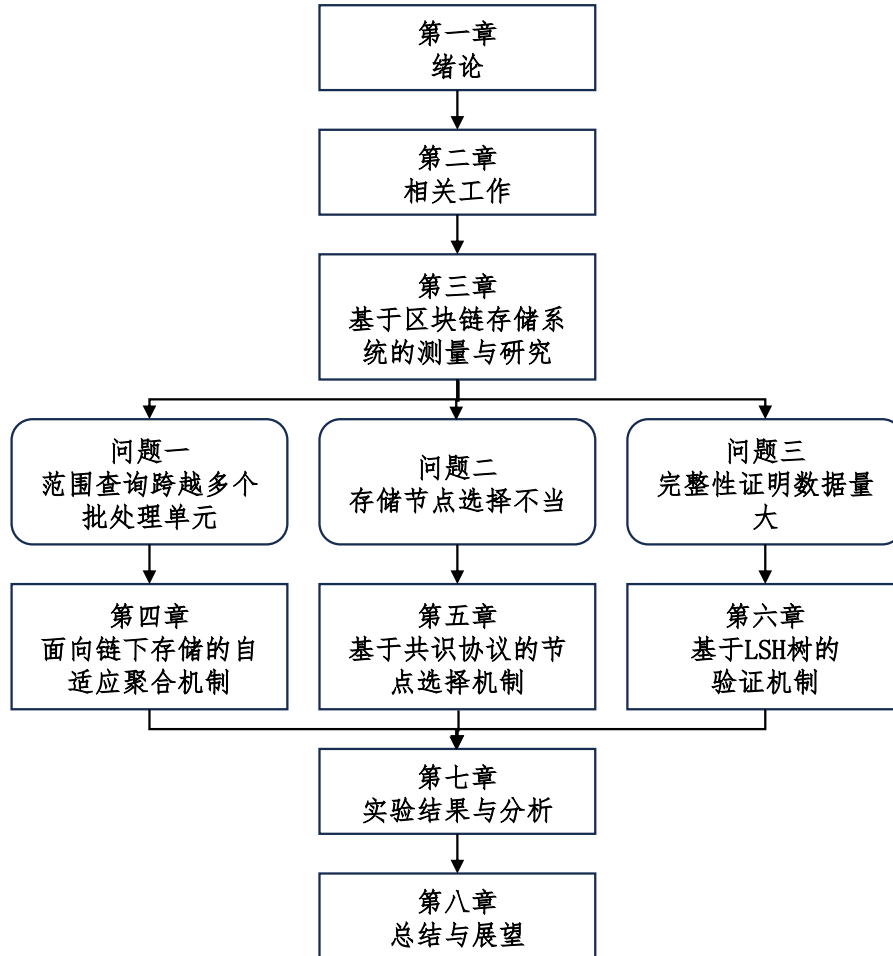 第一章
绪论
第二章
相关工作
第三章
基于区块链存储系
统的测量与研究
问题一
范围查询跨越多个
批处理单元
问题二
存储节点选择不当
问题三
完整性证明数据量
大
第四章
面向链下存储的自
适应聚合机制
第五章
基于共识协议的节
点选择机制
第六章
基于LSH树的
验证机制
第七章
实验结果与分析
第八章
总结与展望